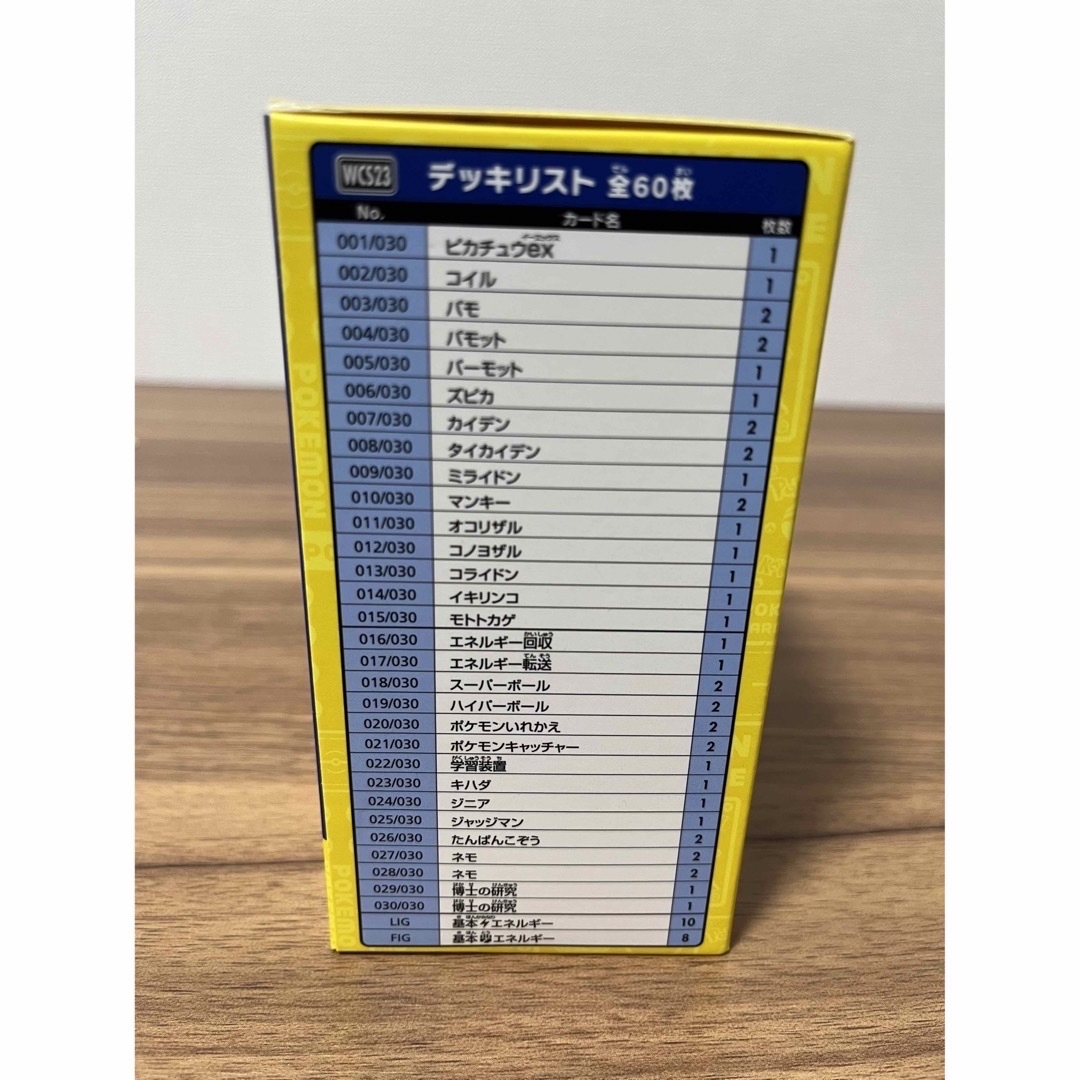 WCS23 デッキリスト 全60枚
No. カード名 枚数
001/030 ピカチュウex 1
002/030 コイル 1
003/030 パモ 2
004/030 パモット 2
005/030 パーモット 1
006/030 ズピカ 1
007/030 カイデン 2
008/030 タイカイデン 2
009/030 ミライドン 1
010/030 マンキー 2
011/030 オコリザル 1
012/030 コノヨザル 1
013/030 コライドン 1
014/030 イキリンコ 1
015/030 モトトカゲ 1
016/030 エネルギー回収 1
017/030 エネルギー転送 1
018/030 スーパーボール 2
019/030 ハイパーボール 2
020/030 ポケモンいれかえ 2
021/030 ポケモンキャッチャー 2
022/030 学習装置 1
023/030 キハダ 1
024/030 ジニア 1
025/030 ジャッジマン 1
026/030 たんぱんこぞう 2
027/030 ネモ 2
028/030 ネモ 2
029/030 博士の研究 1
030/030 博士の研究 1
LIG 基本エネルギー 10
FIG 基本エネルギー 8
POKEMON